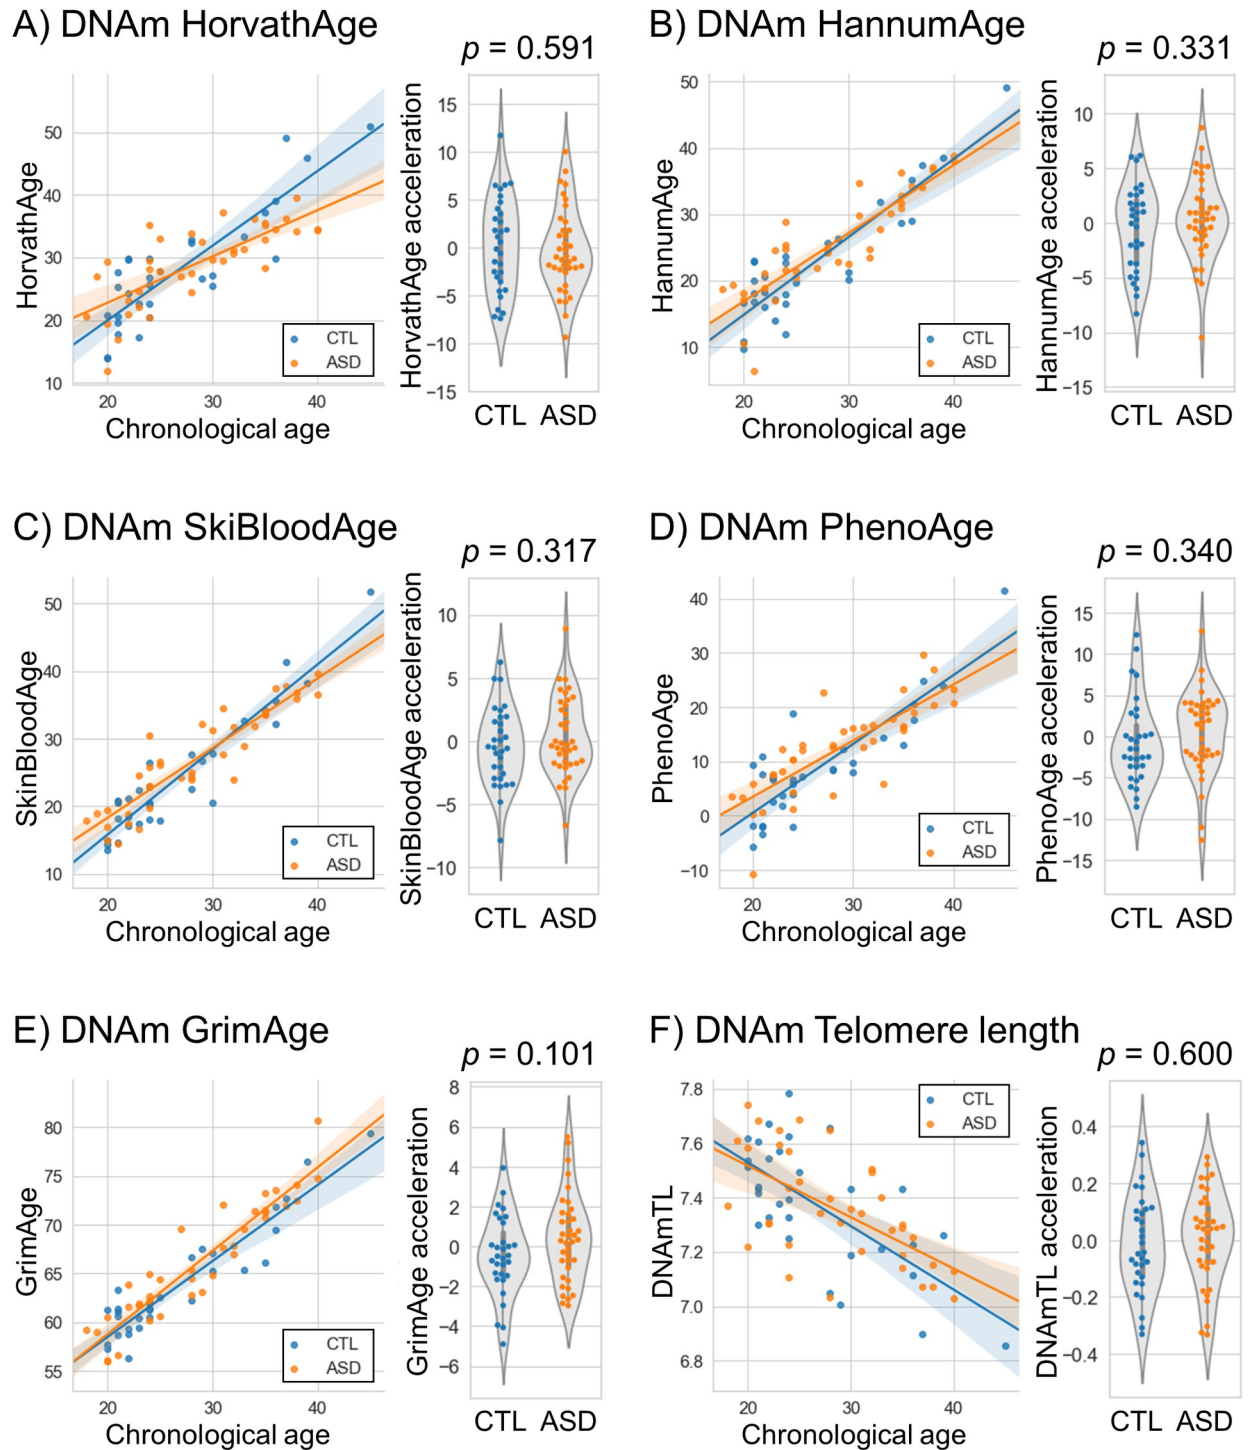 A) DNAm HorvathAge
p = 0.591
HorvathAge
50
40
30
20
10
20 30 40
Chronological age
CTL
ASD
HorvathAge acceleration
15
10
5
0
−5
−10
−15
CTL ASD
B) DNAm HannumAge
p = 0.331
HannumAge
50
40
30
20
10
20 30 40
Chronological age
CTL
ASD
HannumAge acceleration
10
5
0
−5
−10
−15
CTL ASD
C) DNAm SkiBloodAge
p = 0.317
SkinBloodAge
50
40
30
20
10
20 30 40
Chronological age
CTL
ASD
SkinBloodAge acceleration
10
5
0
−5
−10
CTL ASD
D) DNAm PhenoAge
p = 0.340
PhenoAge
40
30
20
10
0
−10
20 30 40
Chronological age
CTL
ASD
PhenoAge acceleration
15
10
5
0
−5
−10
−15
CTL ASD
E) DNAm GrimAge
p = 0.101
GrimAge
80
75
70
65
60
55
20 30 40
Chronological age
CTL
ASD
GrimAge acceleration
8
6
4
2
0
−2
−4
−6
CTL ASD
F) DNAm Telomere length
p = 0.600
DNAmTL
7.8
7.6
7.4
7.2
7.0
6.8
20 30 40
Chronological age
CTL
ASD
DNAmTL acceleration
0.4
0.2
0.0
−0.2
−0.4
CTL ASD